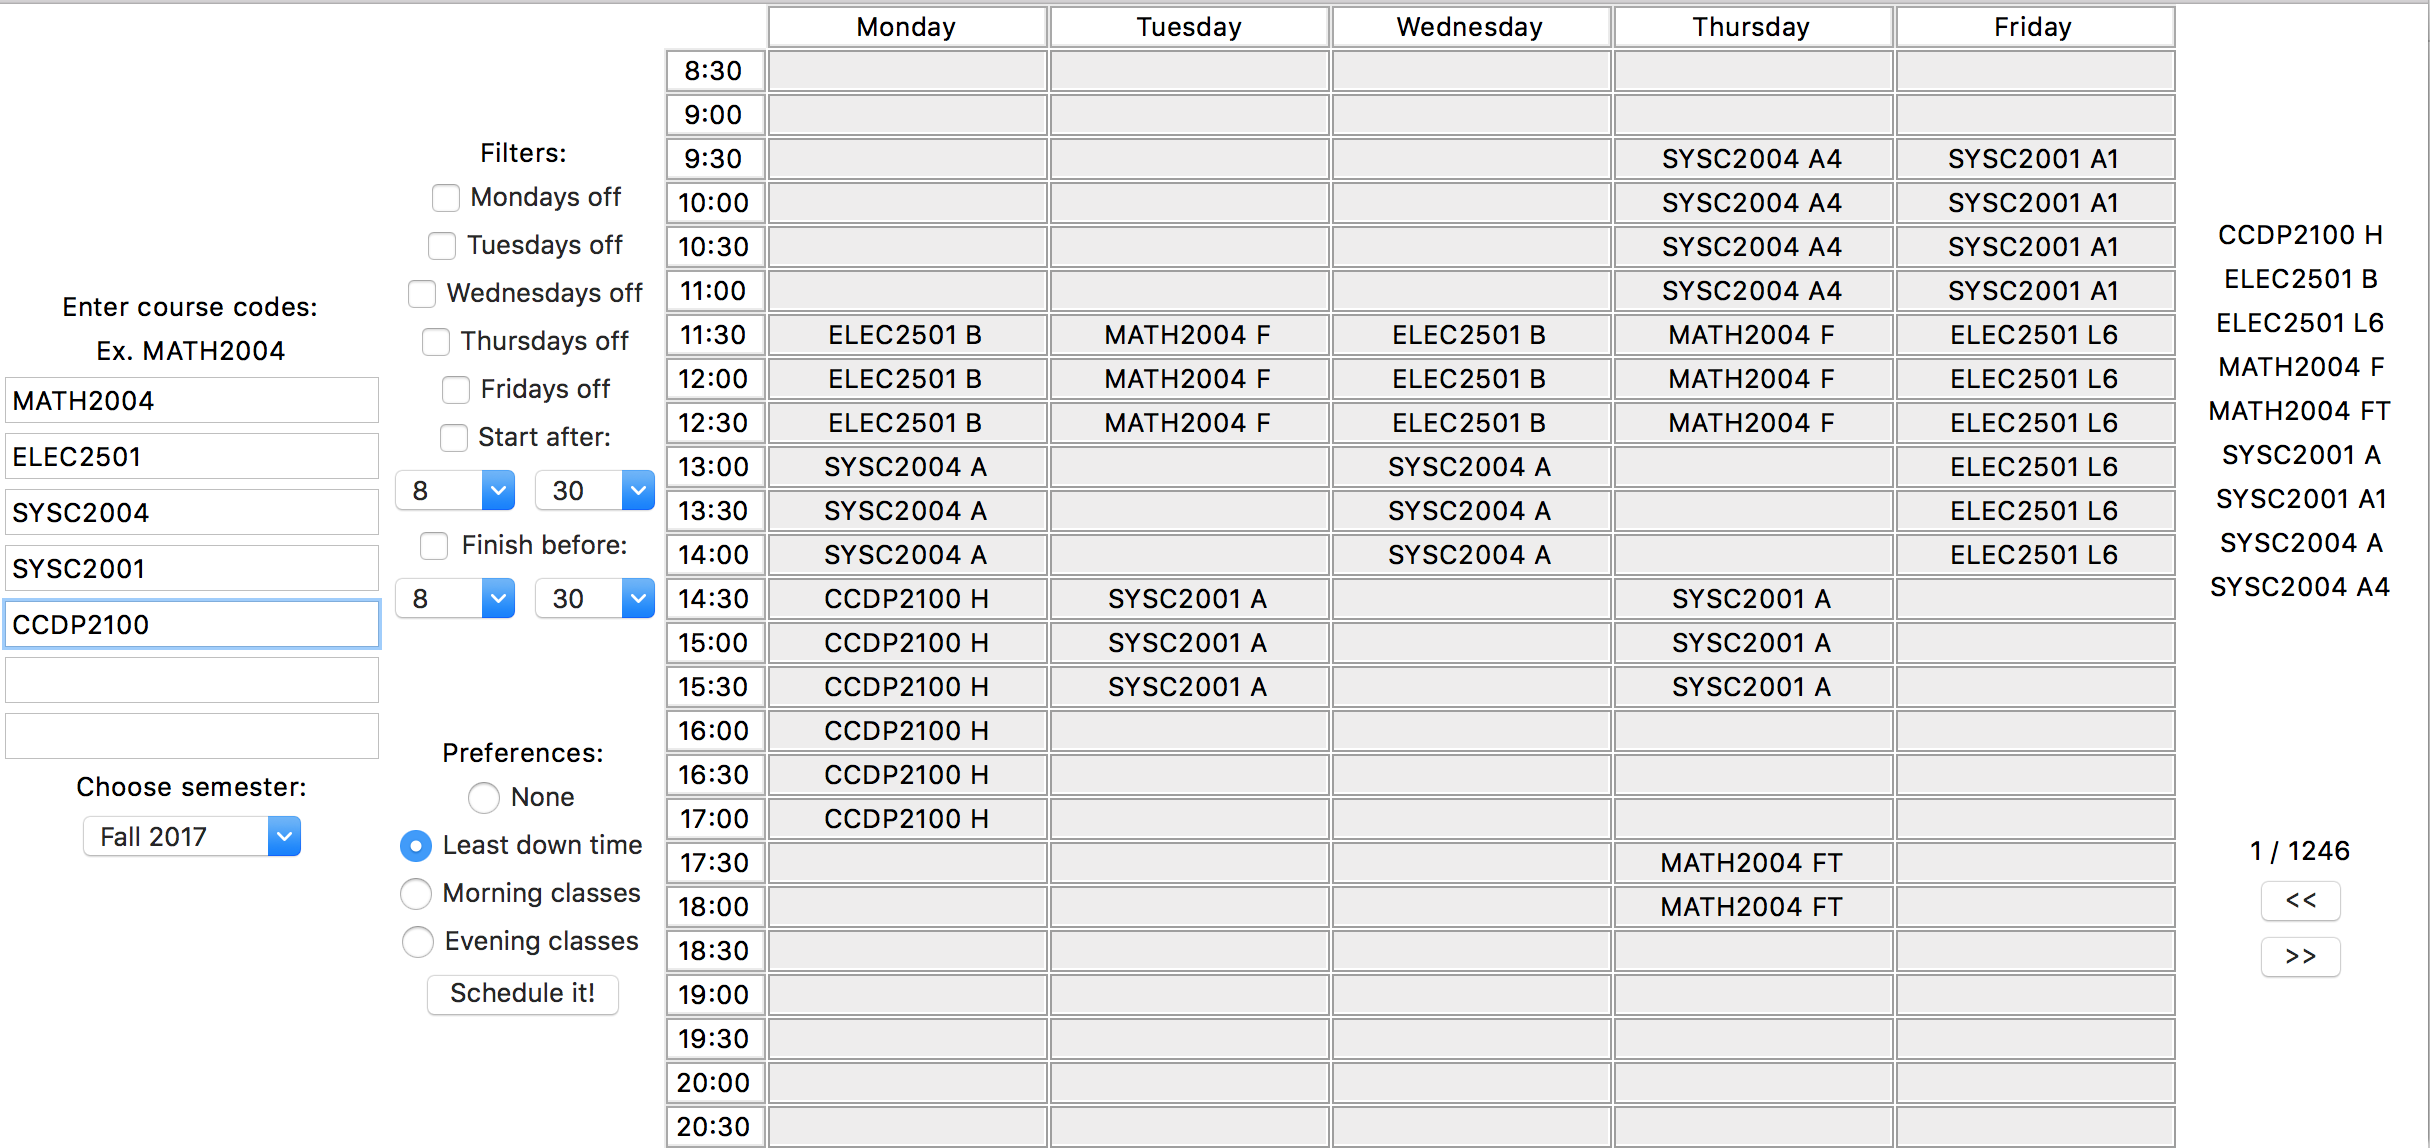 Enter course codes:
Ex. MATH2004
MATH2004
ELEC2501
SYSC2004
SYSC2001
CCDP2100
Choose semester:
Fall 2017
Filters:
Mondays off
Tuesdays off
Wednesdays off
Thursdays off
Fridays off
Start after:
8 30
Finish before:
8 30
Preferences:
None
Least down time
Morning classes
Evening classes
Schedule it!
Monday Tuesday Wednesday Thursday Friday
8:30
9:00
9:30 SYSC2004 A4 SYSC2001 A1
10:00 SYSC2004 A4 SYSC2001 A1
10:30 SYSC2004 A4 SYSC2001 A1
11:00 SYSC2004 A4 SYSC2001 A1
11:30 ELEC2501 B MATH2004 F ELEC2501 B MATH2004 F ELEC2501 L6
12:00 ELEC2501 B MATH2004 F ELEC2501 B MATH2004 F ELEC2501 L6
12:30 ELEC2501 B MATH2004 F ELEC2501 B MATH2004 F ELEC2501 L6
13:00 SYSC2004 A SYSC2004 A ELEC2501 L6
13:30 SYSC2004 A SYSC2004 A ELEC2501 L6
14:00 SYSC2004 A SYSC2004 A ELEC2501 L6
14:30 CCDP2100 H SYSC2001 A SYSC2001 A
15:00 CCDP2100 H SYSC2001 A SYSC2001 A
15:30 CCDP2100 H SYSC2001 A SYSC2001 A
16:00 CCDP2100 H
16:30 CCDP2100 H
17:00 CCDP2100 H
17:30 MATH2004 FT
18:00 MATH2004 FT
18:30
19:00
19:30
20:00
20:30
CCDP2100 H
ELEC2501 B
ELEC2501 L6
MATH2004 F
MATH2004 FT
SYSC2001 A
SYSC2001 A1
SYSC2004 A
SYSC2004 A4
1 / 1246
<<
>>